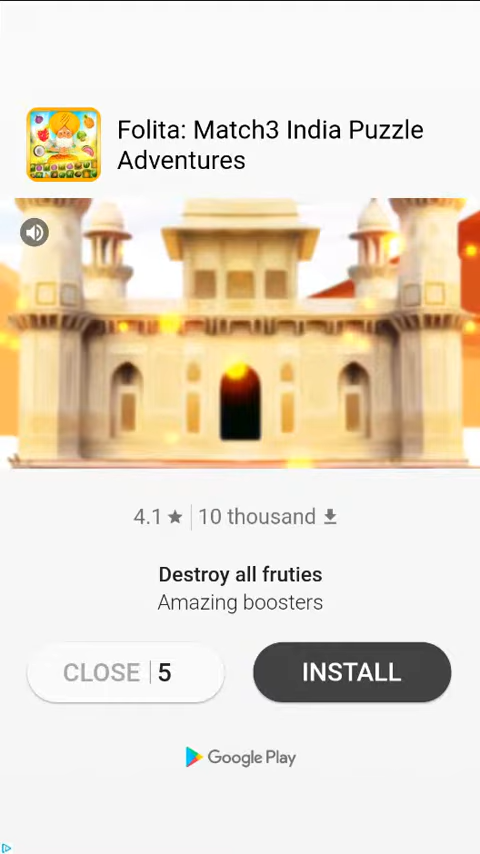 Folita: Match3 India Puzzle
Adventures
4.1 ★ | 10 thousand
Destroy all fruties
Amazing boosters
CLOSE | 5
INSTALL
Google Play